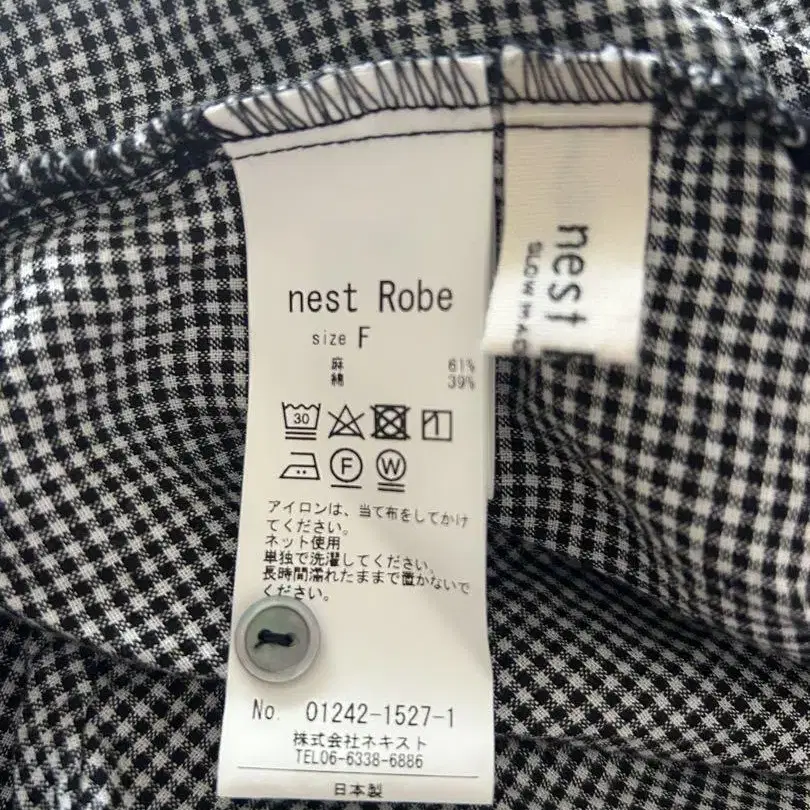 nest Robe
size F
麻 61%
綿 39%
30
F W
アイロンは、当て布をしてかけ
てください。
ネット使用
単独で洗濯してください。
長時間濡れたままで置かないで
ください。
No. 01242-1527-1
株式会社ネキスト
TEL06-6338-6886
日本製
nest
SLOW MADE